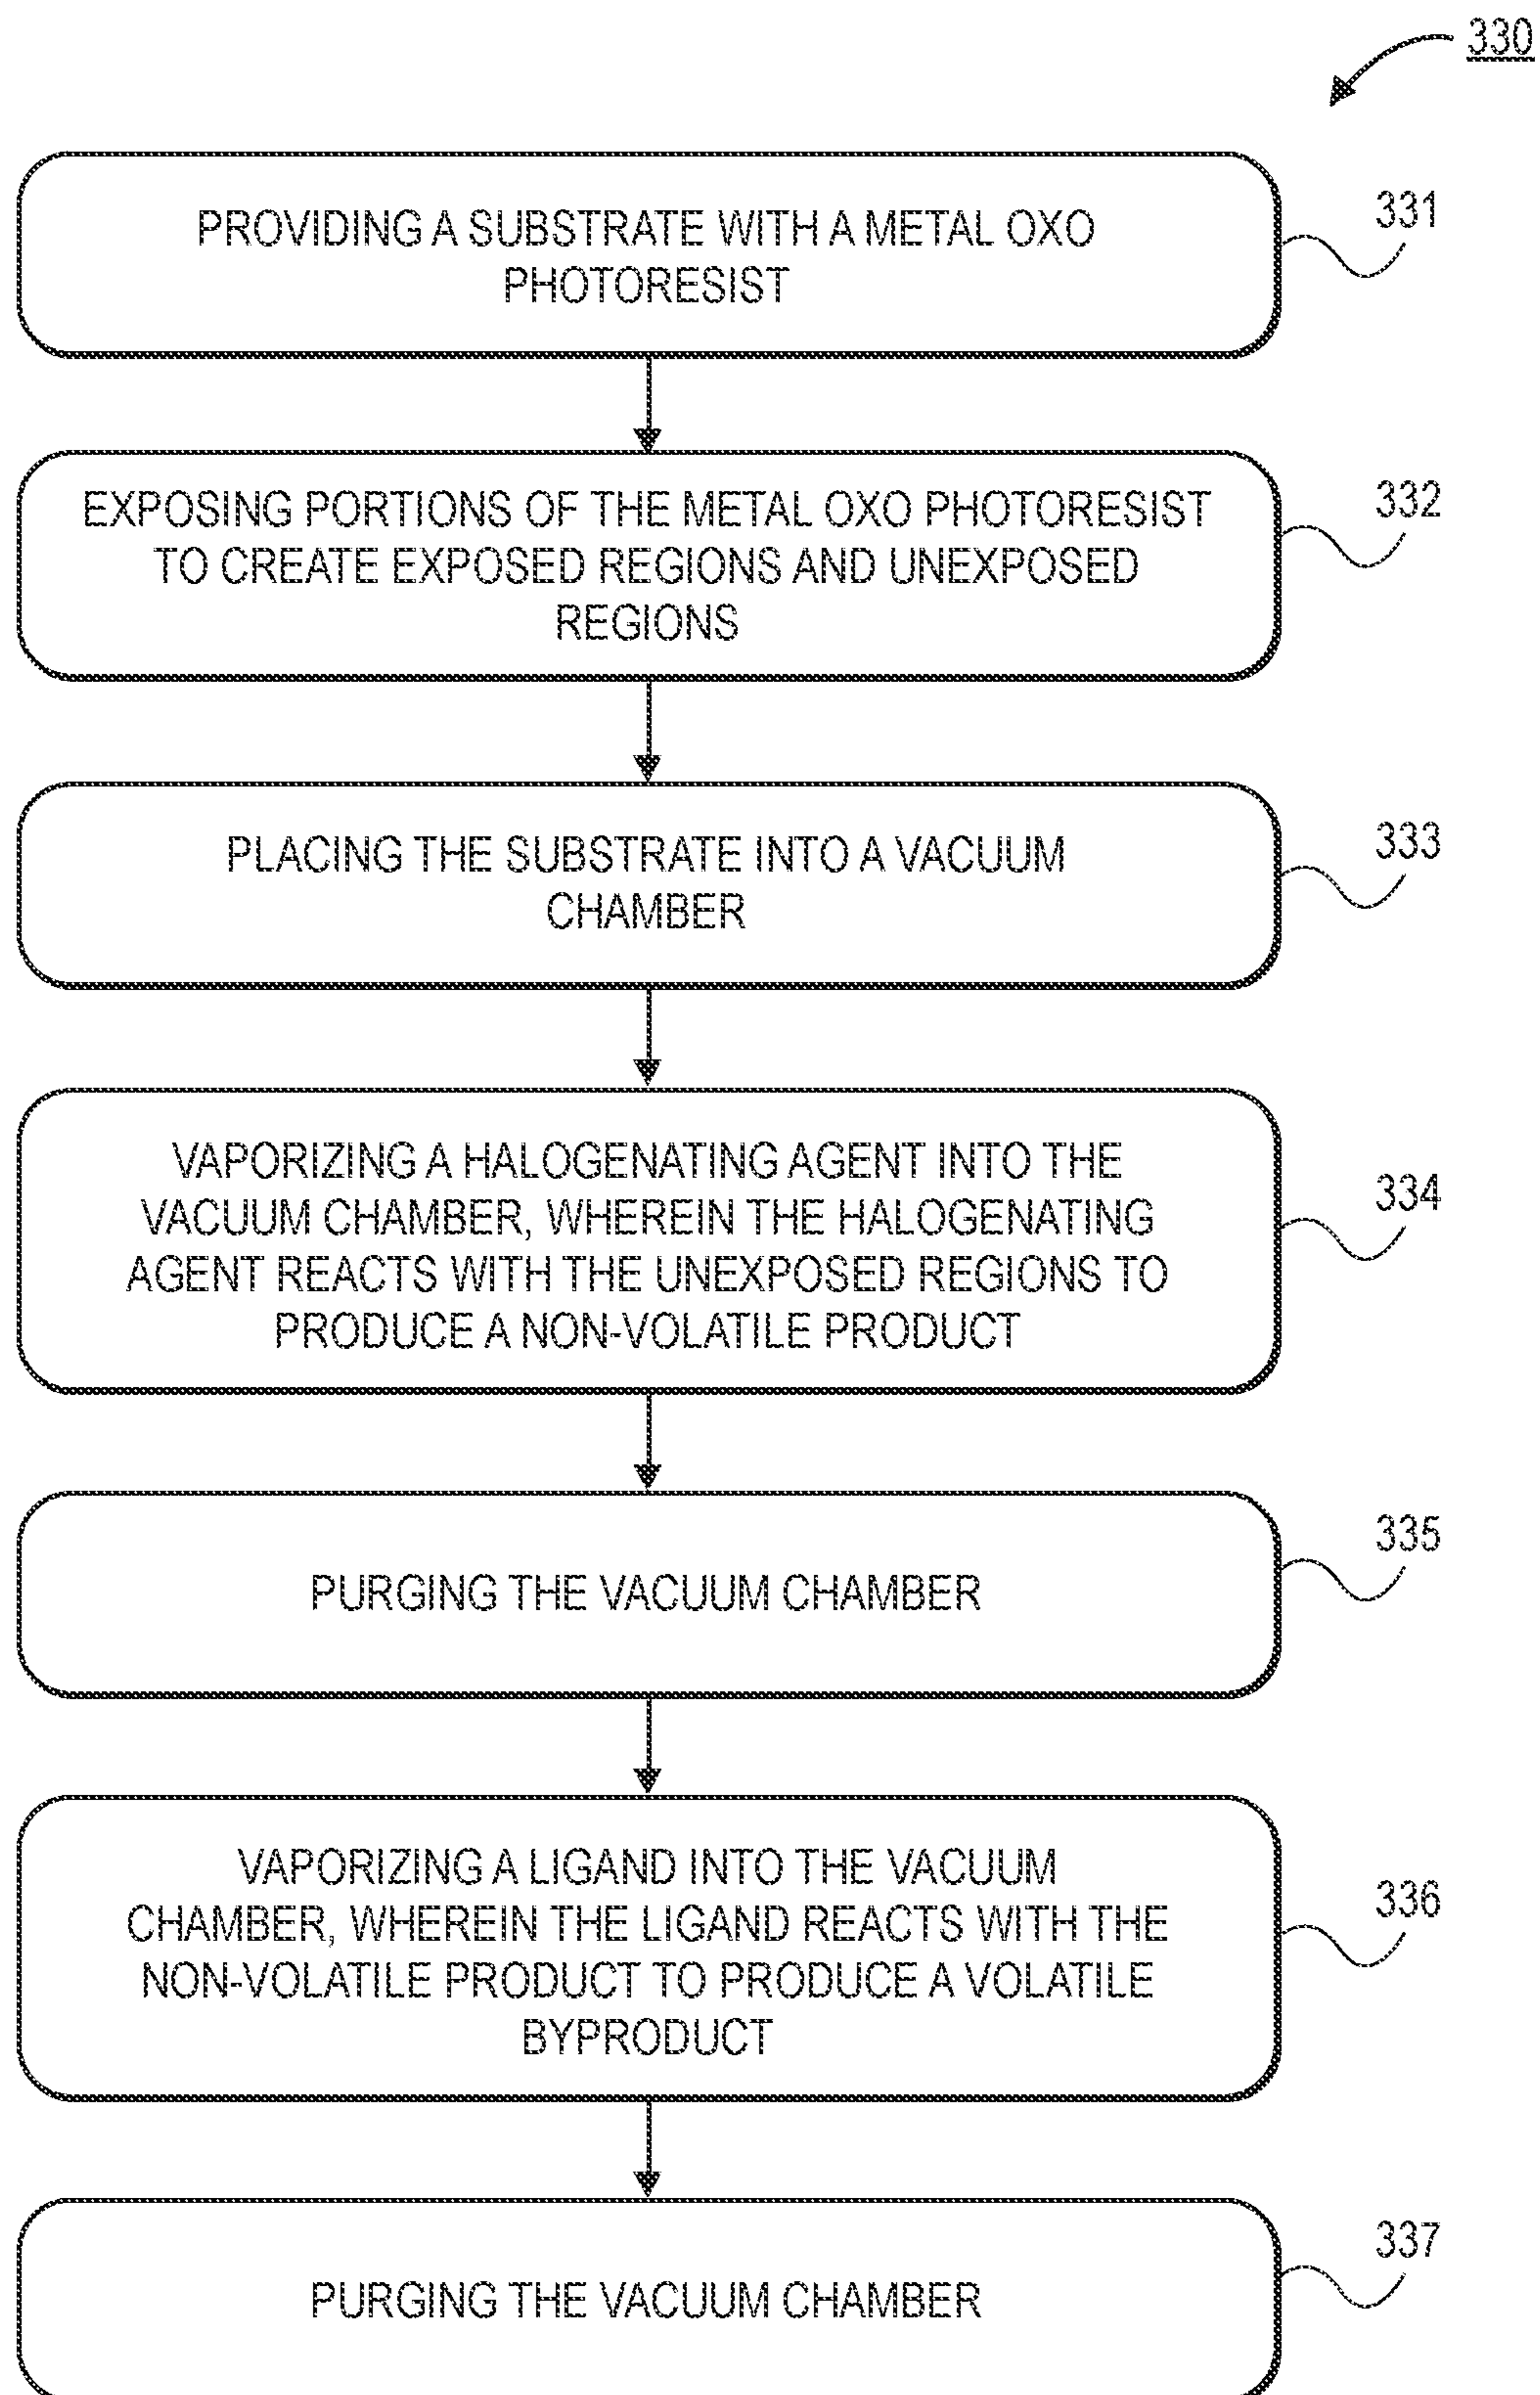 330
PROVIDING A SUBSTRATE WITH A METAL OXO
PHOTORESIST
331
EXPOSING PORTIONS OF THE METAL OXO PHOTORESIST
TO CREATE EXPOSED REGIONS AND UNEXPOSED
REGIONS
332
PLACING THE SUBSTRATE INTO A VACUUM
CHAMBER
333
VAPORIZING A HALOGENATING AGENT INTO THE
VACUUM CHAMBER, WHEREIN THE HALOGENATING
AGENT REACTS WITH THE UNEXPOSED REGIONS TO
PRODUCE A NON-VOLATILE PRODUCT
334
PURGING THE VACUUM CHAMBER
335
VAPORIZING A LIGAND INTO THE VACUUM
CHAMBER, WHEREIN THE LIGAND REACTS WITH THE
NON-VOLATILE PRODUCT TO PRODUCE A VOLATILE
BYPRODUCT
336
PURGING THE VACUUM CHAMBER
337